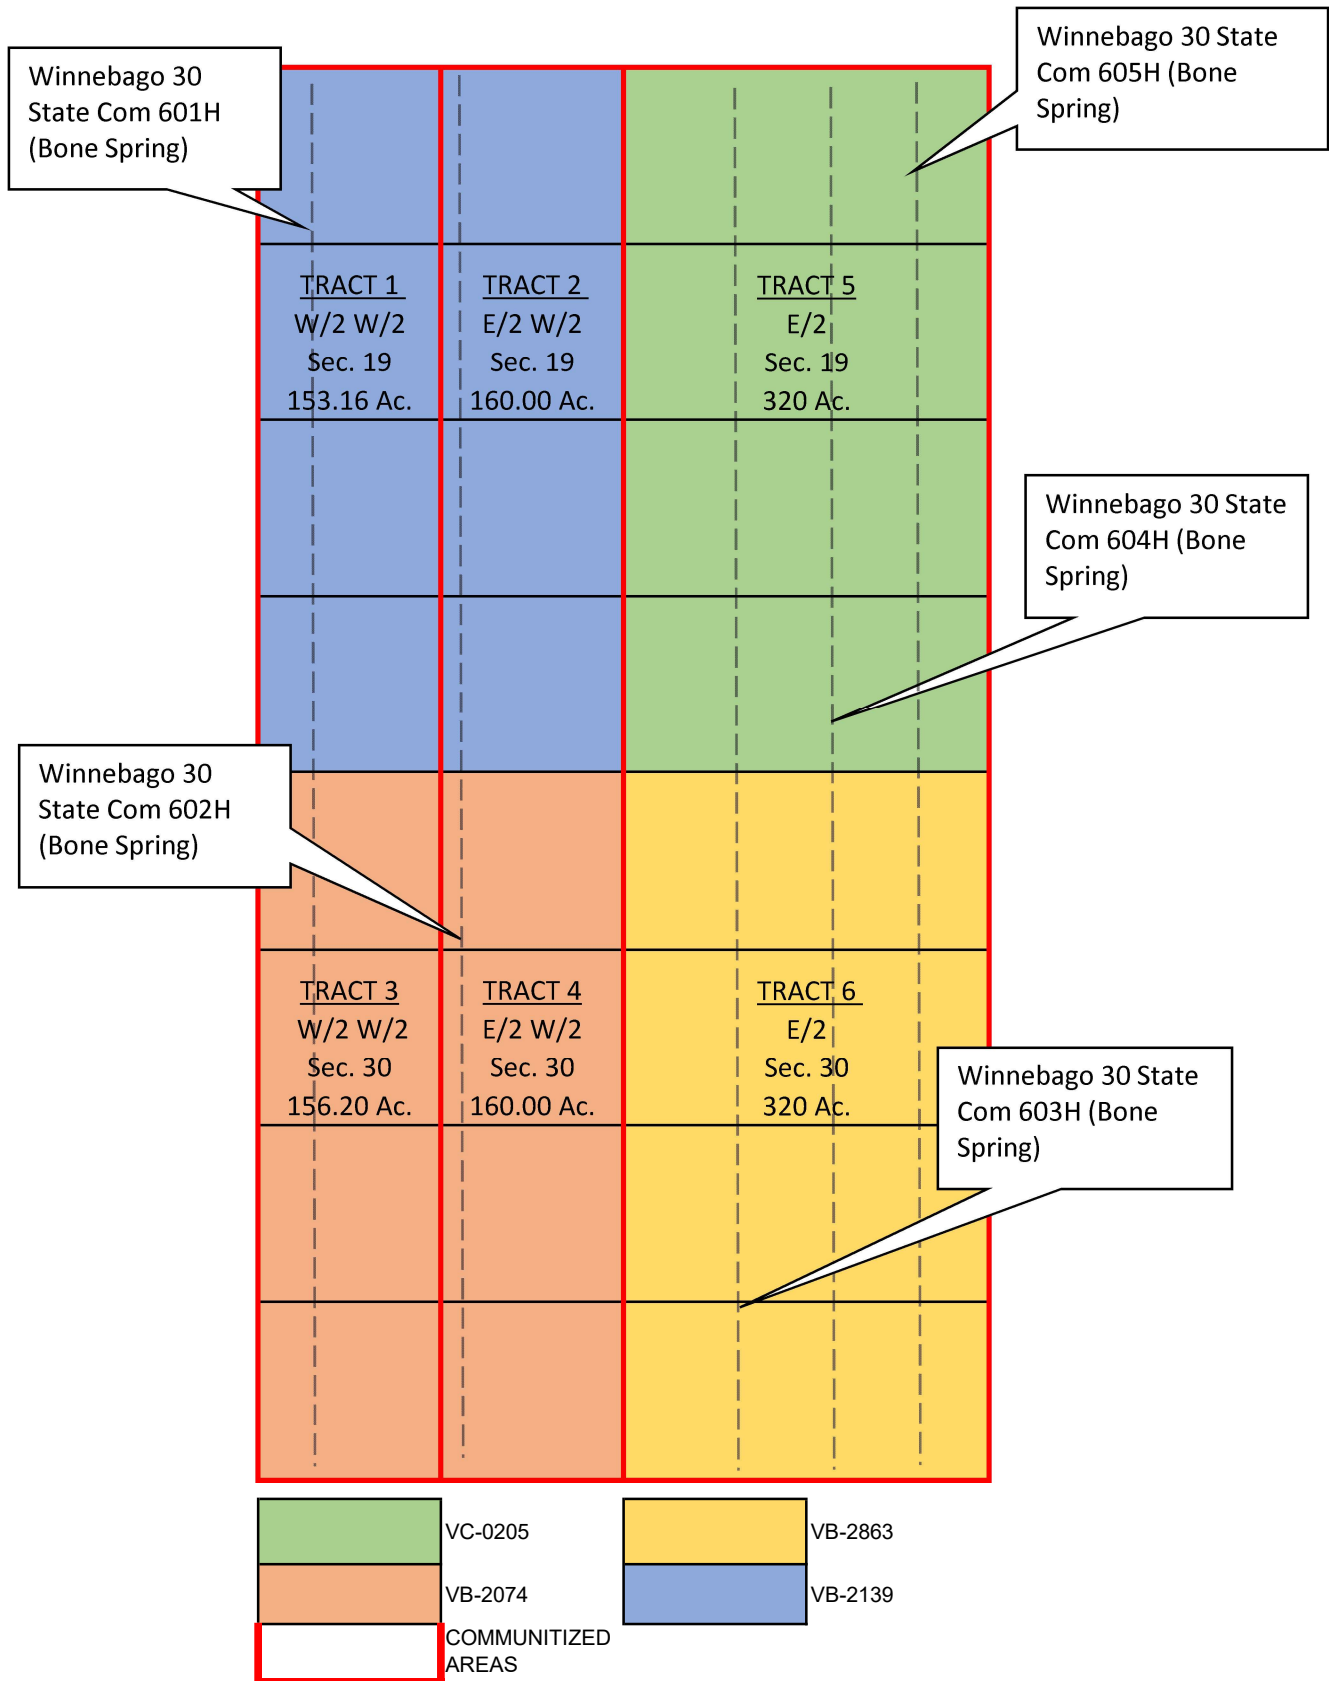 Winnebago 30
State Com 601H
(Bone Spring)
Winnebago 30 State
Com 605H (Bone
Spring)
TRACT 1
W/2 W/2
Sec. 19
153.16 Ac.
TRACT 2
E/2 W/2
Sec. 19
160.00 Ac.
TRACT 5
E/2
Sec. 19
320 Ac.
Winnebago 30 State
Com 604H (Bone
Spring)
Winnebago 30
State Com 602H
(Bone Spring)
TRACT 3
W/2 W/2
Sec. 30
156.20 Ac.
TRACT 4
E/2 W/2
Sec. 30
160.00 Ac.
TRACT 6
E/2
Sec. 30
320 Ac.
Winnebago 30 State
Com 603H (Bone
Spring)
VC-0205
VB-2863
VB-2074
VB-2139
COMMUNITIZED
AREAS